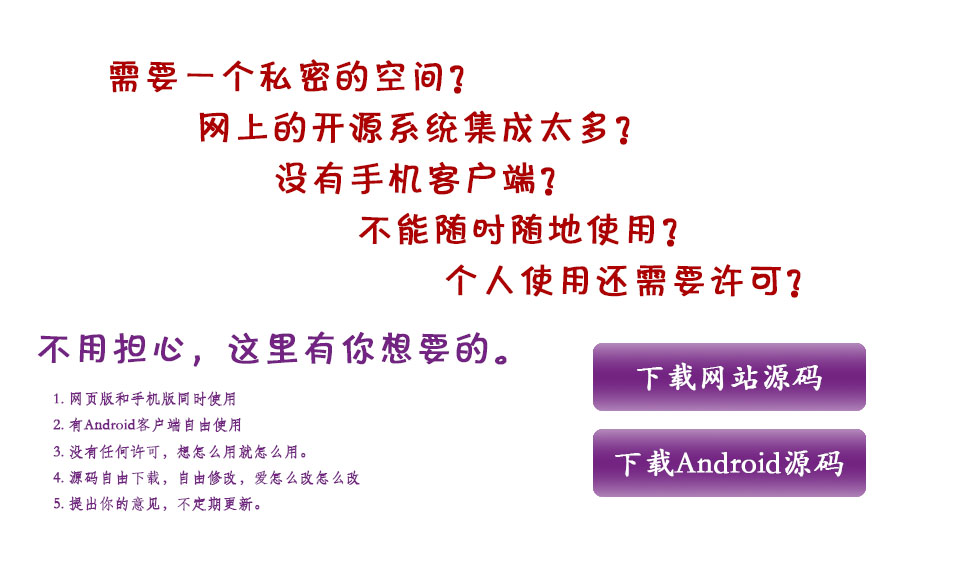 需要一个私密的空间？
网上的开源系统集成太多？
没有手机客户端？
不能随时随地使用？
个人使用还需要许可？
不用担心，这里有你想要的。
1. 网页版和手机版同时使用
2. 有Android客户端自由使用
3. 没有任何许可，想怎么用就怎么用。
4. 源码自由下载，自由修改，爱怎么改怎么改
5. 提出你的意见，不定期更新。
下载网站源码
下载Android源码